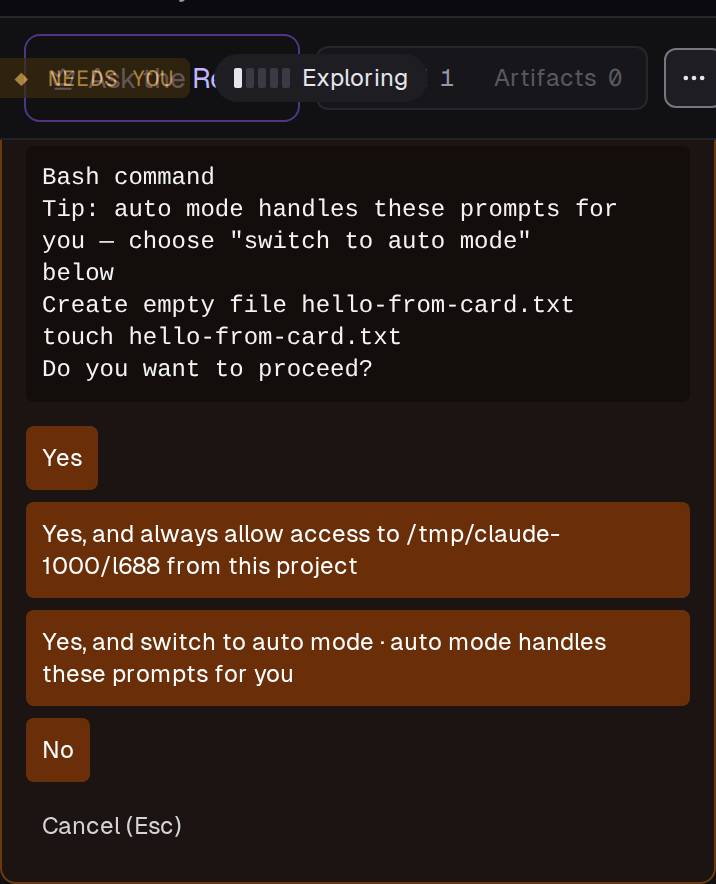 ◆ NEEDS YOU
Ask the
Exploring
1
Artifacts 0
Bash command
Tip: auto mode handles these prompts for
you — choose "switch to auto mode"
below
Create empty file hello-from-card.txt
touch hello-from-card.txt
Do you want to proceed?
Yes
Yes, and always allow access to /tmp/claude-
1000/l688 from this project
Yes, and switch to auto mode · auto mode handles
these prompts for you
No
Cancel (Esc)